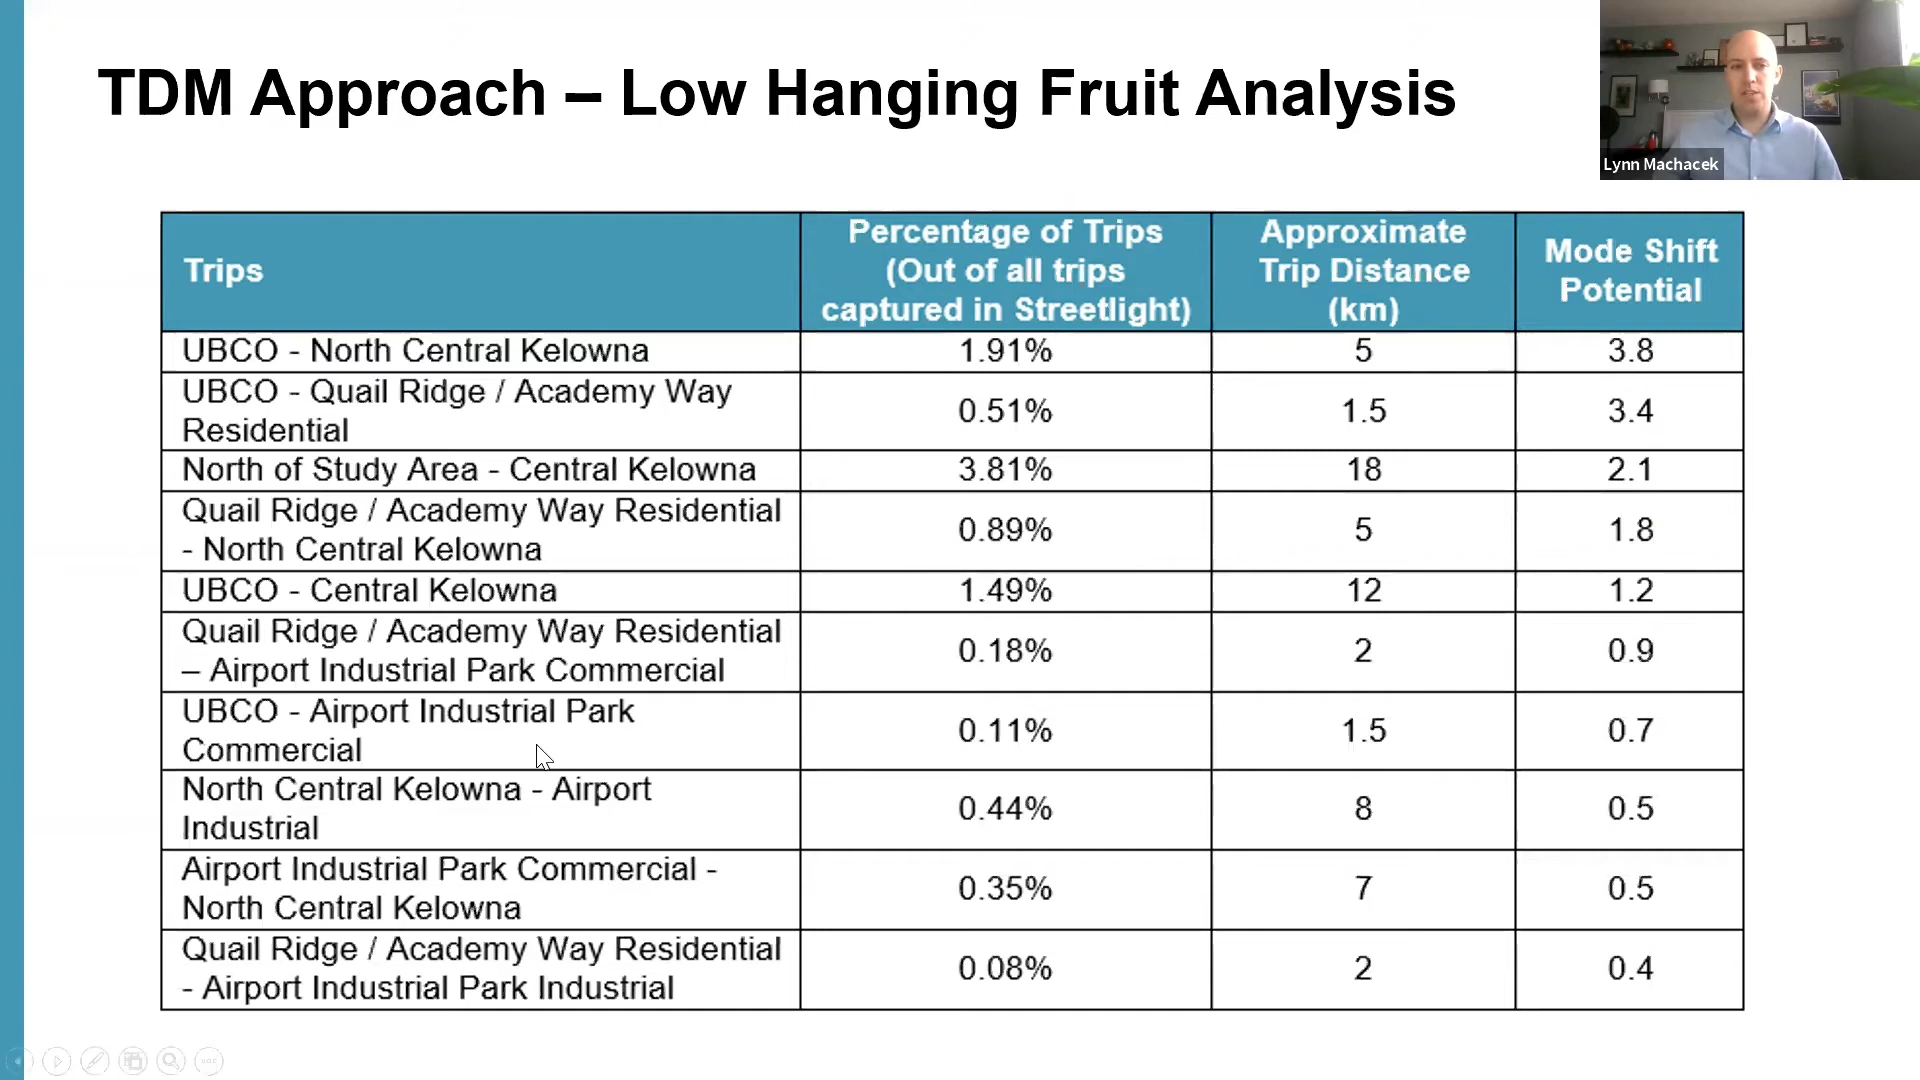 TDM Approach – Low Hanging Fruit Analysis
Lynn Machacek
Trips
Percentage of Trips
(Out of all trips
captured in Streetlight)
Approximate
Trip Distance
(km)
Mode Shift
Potential
UBCO - North Central Kelowna
1.91%
5
3.8
UBCO - Quail Ridge / Academy Way
Residential
0.51%
1.5
3.4
North of Study Area - Central Kelowna
3.81%
18
2.1
Quail Ridge / Academy Way Residential
- North Central Kelowna
0.89%
5
1.8
UBCO - Central Kelowna
1.49%
12
1.2
Quail Ridge / Academy Way Residential
– Airport Industrial Park Commercial
0.18%
2
0.9
UBCO - Airport Industrial Park
Commercial
0.11%
1.5
0.7
North Central Kelowna - Airport
Industrial
0.44%
8
0.5
Airport Industrial Park Commercial -
North Central Kelowna
0.35%
7
0.5
Quail Ridge / Academy Way Residential
- Airport Industrial Park Industrial
0.08%
2
0.4